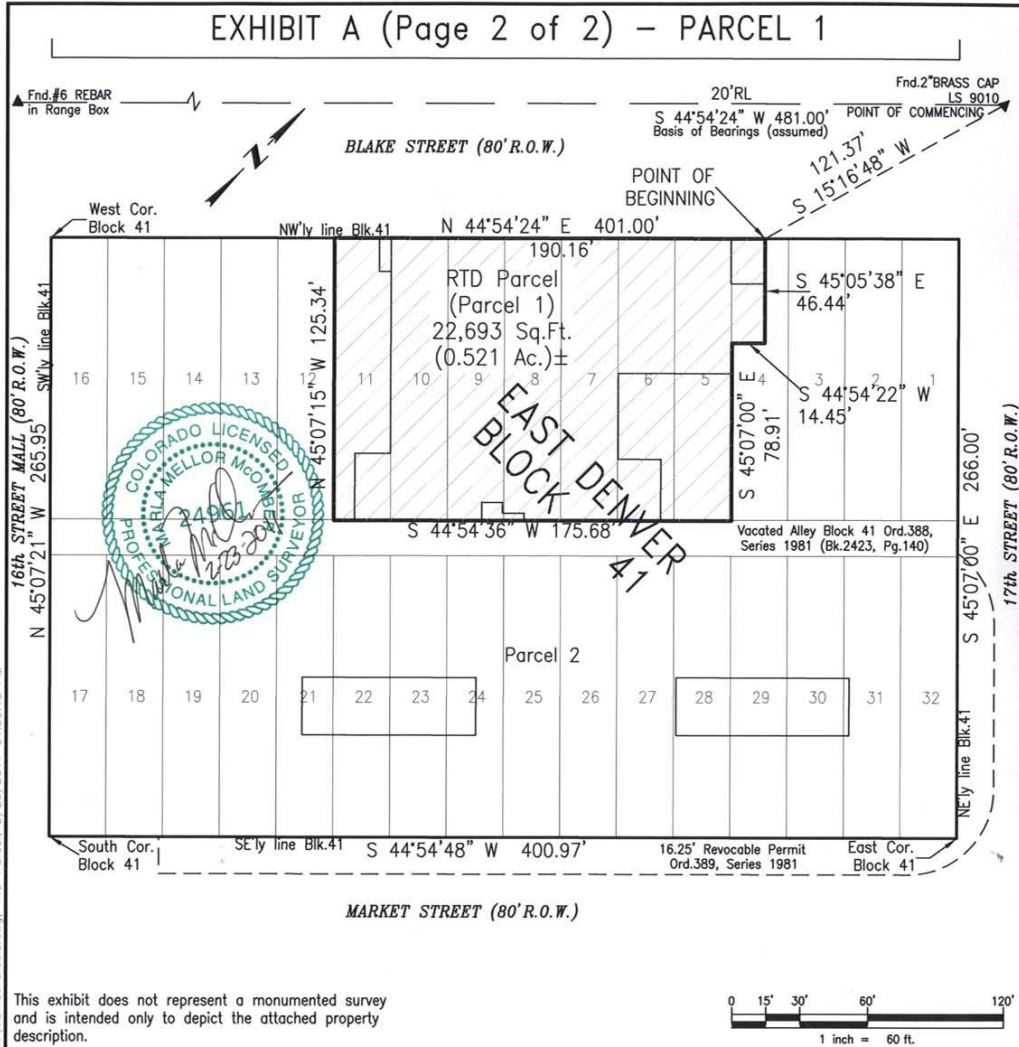 EXHIBIT A (Page 2 of 2) – PARCEL 1
Fnd.#6 REBAR
in Range Box
20'RL
S 44°54'24" W 481.00'
Basis of Bearings (assumed)
Fnd.2"BRASS CAP
LS 9010
POINT OF COMMENCING
121.37'
S 15°16'48" W
BLAKE STREET (80'R.O.W.)
POINT OF
BEGINNING
West Cor.
Block 41
NW'ly line Blk.41
N 44°54'24" E 401.00'
190.16'
RTD Parcel
(Parcel 1)
22,693 Sq.Ft.
(0.521 Ac.)±
S 45°05'38" E
46.44'
S 44°54'22" W
14.45'
S 45°07'00" E
78.91'
N 45°07'15" W 125.34'
SW'ly line Blk.41
16th STREET MALL (80'R.O.W.)
N 45°07'21" W 265.95'
16 15 14 13 12 11 10 9 8 7 6 5 4 3 2 1
EAST DENVER
BLOCK 41
S 44°54'36" W 175.68'
Vacated Alley Block 41 Ord.388,
Series 1981 (Bk.2423, Pg.140)
S 45°07'00" E 266.00'
17th STREET (80'R.O.W.)
NE'ly line Blk.41
COLORADO LICENSED
MARLA MELLOR McOMBER
24961
PROFESSIONAL LAND SURVEYOR
Parcel 2
17 18 19 20 21 22 23 24 25 26 27 28 29 30 31 32
South Cor.
Block 41
SE'ly line Blk.41
S 44°54'48" W 400.97'
16.25' Revocable Permit
Ord.389, Series 1981
East Cor.
Block 41
MARKET STREET (80'R.O.W.)
This exhibit does not represent a monumented survey
and is intended only to depict the attached property
description.
0 15' 30' 60' 120'
1 inch = 60 ft.